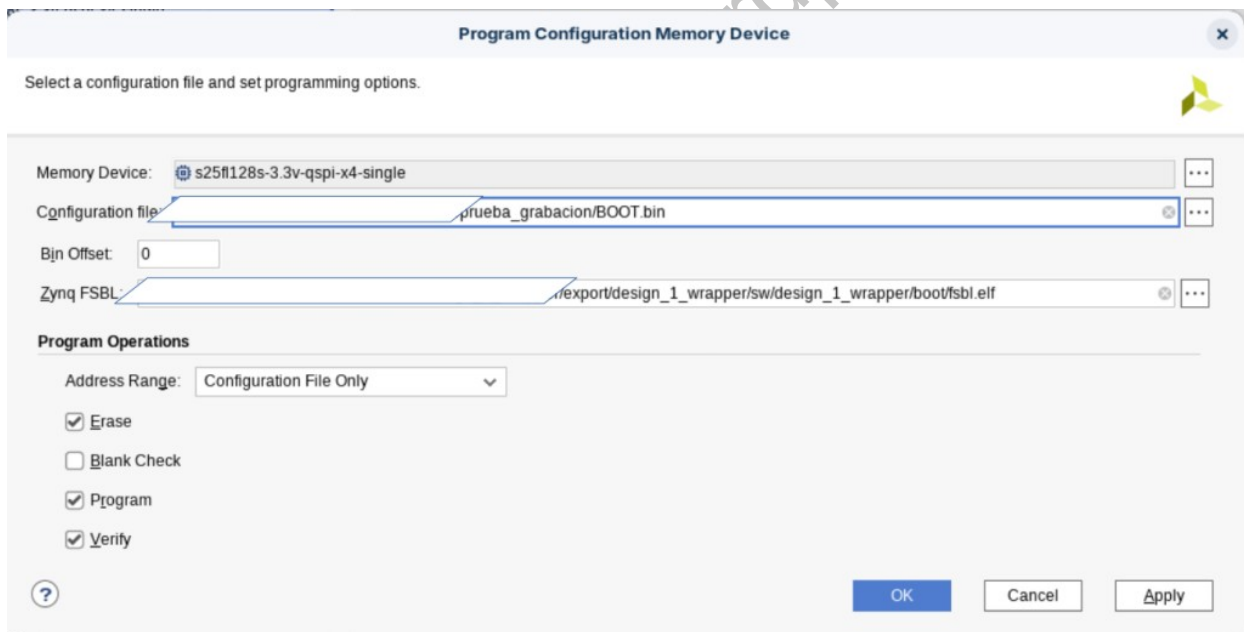 Program Configuration Memory Device
Select a configuration file and set programming options.
Memory Device: s25fl128s-3.3v-qspi-x4-single
Configuration file: prueba_grabacion/BOOT.bin
Bin Offset: 0
Zynq FSBL: /export/design_1_wrapper/sw/design_1_wrapper/boot/fsbl.elf
Program Operations
Address Range: Configuration File Only
Erase
Blank Check
Program
Verify
? OK Cancel Apply